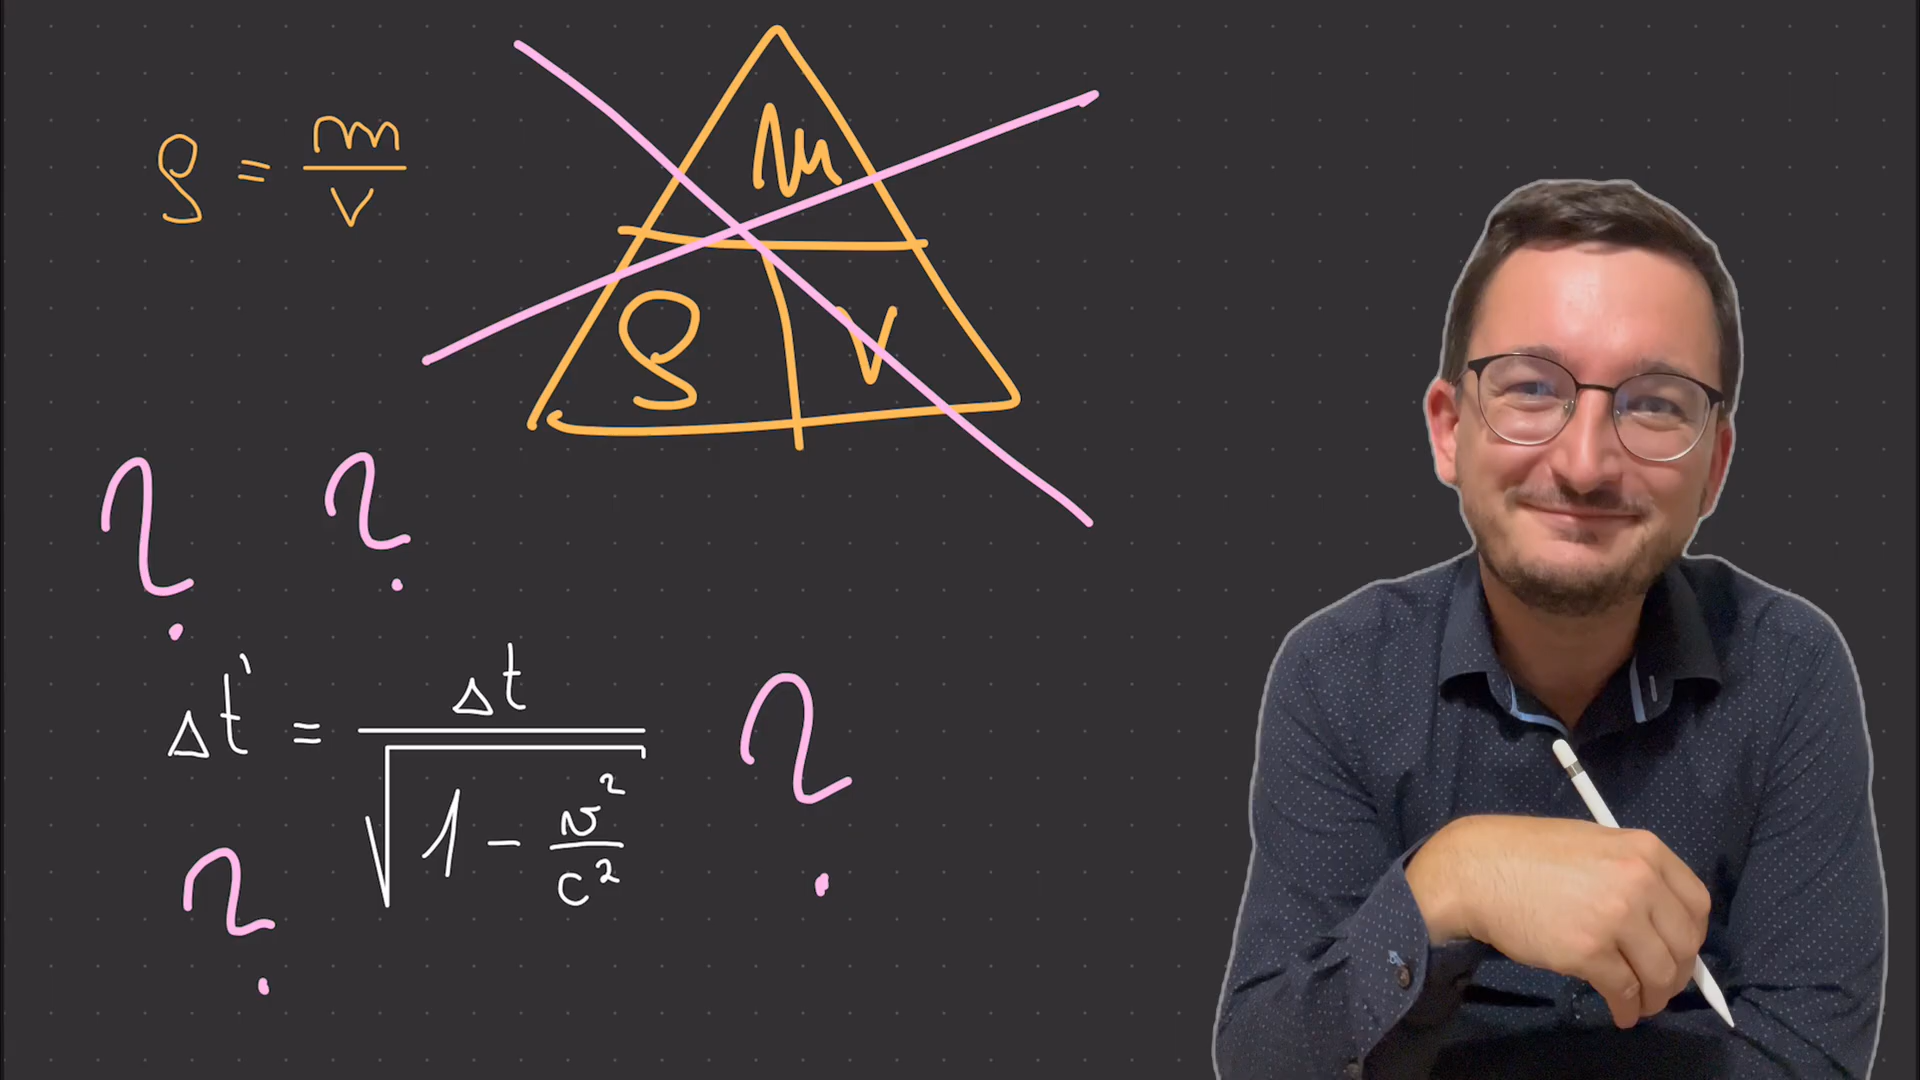 ρ = m/V
m
ρ V
? ?
Δt' = Δt/√(1 - v²/c²) ?
?